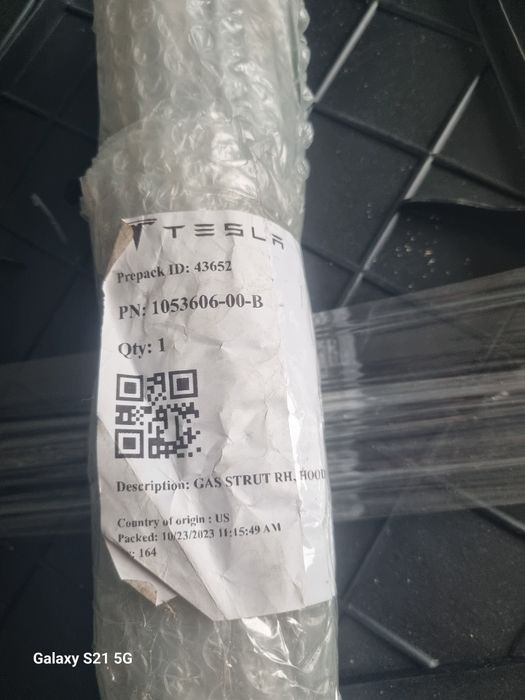 TESLA
Prepack ID: 43652
PN: 1053606-00-B
Qty: 1
Description: GAS STRUT RH, HOOD
Country of origin : US
Packed: 10/23/2023 11:15:49 AM
: 164
Galaxy S21 5G